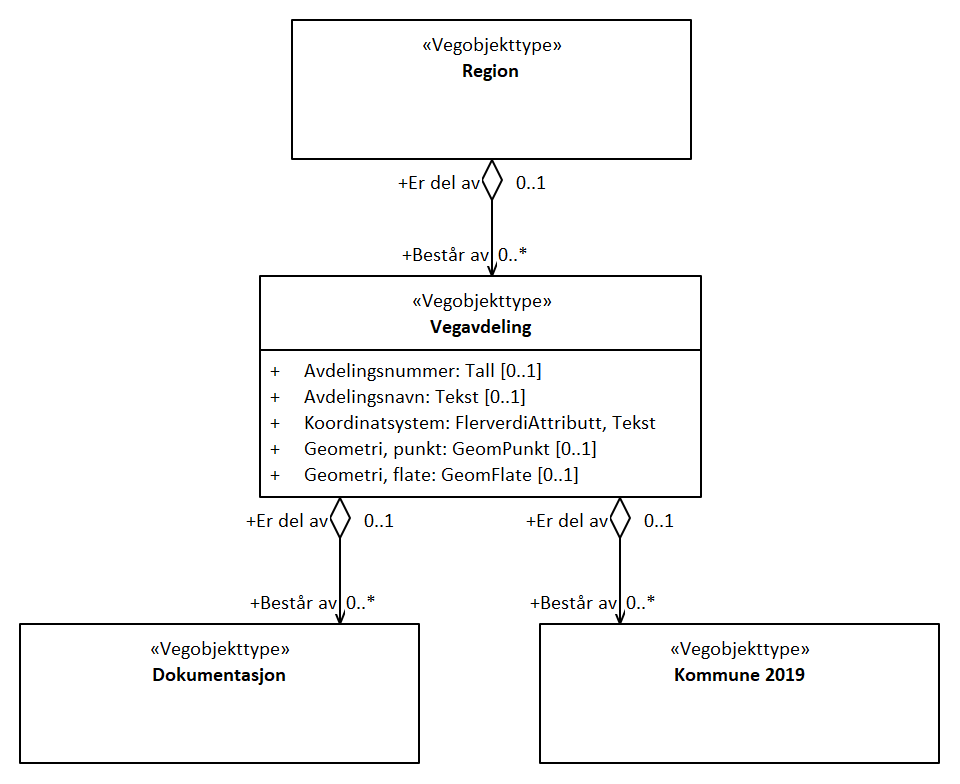 «Vegobjekttype»
Region
+Er del av 0..1
+Består av 0..*
«Vegobjekttype»
Vegavdeling
+ Avdelingsnummer: Tall [0..1]
+ Avdelingsnavn: Tekst [0..1]
+ Koordinatsystem: FlerverdiAttributt, Tekst
+ Geometri, punkt: GeomPunkt [0..1]
+ Geometri, flate: GeomFlate [0..1]
+Er del av 0..1
+Er del av 0..1
+Består av 0..*
+Består av 0..*
«Vegobjekttype»
Dokumentasjon
«Vegobjekttype»
Kommune 2019